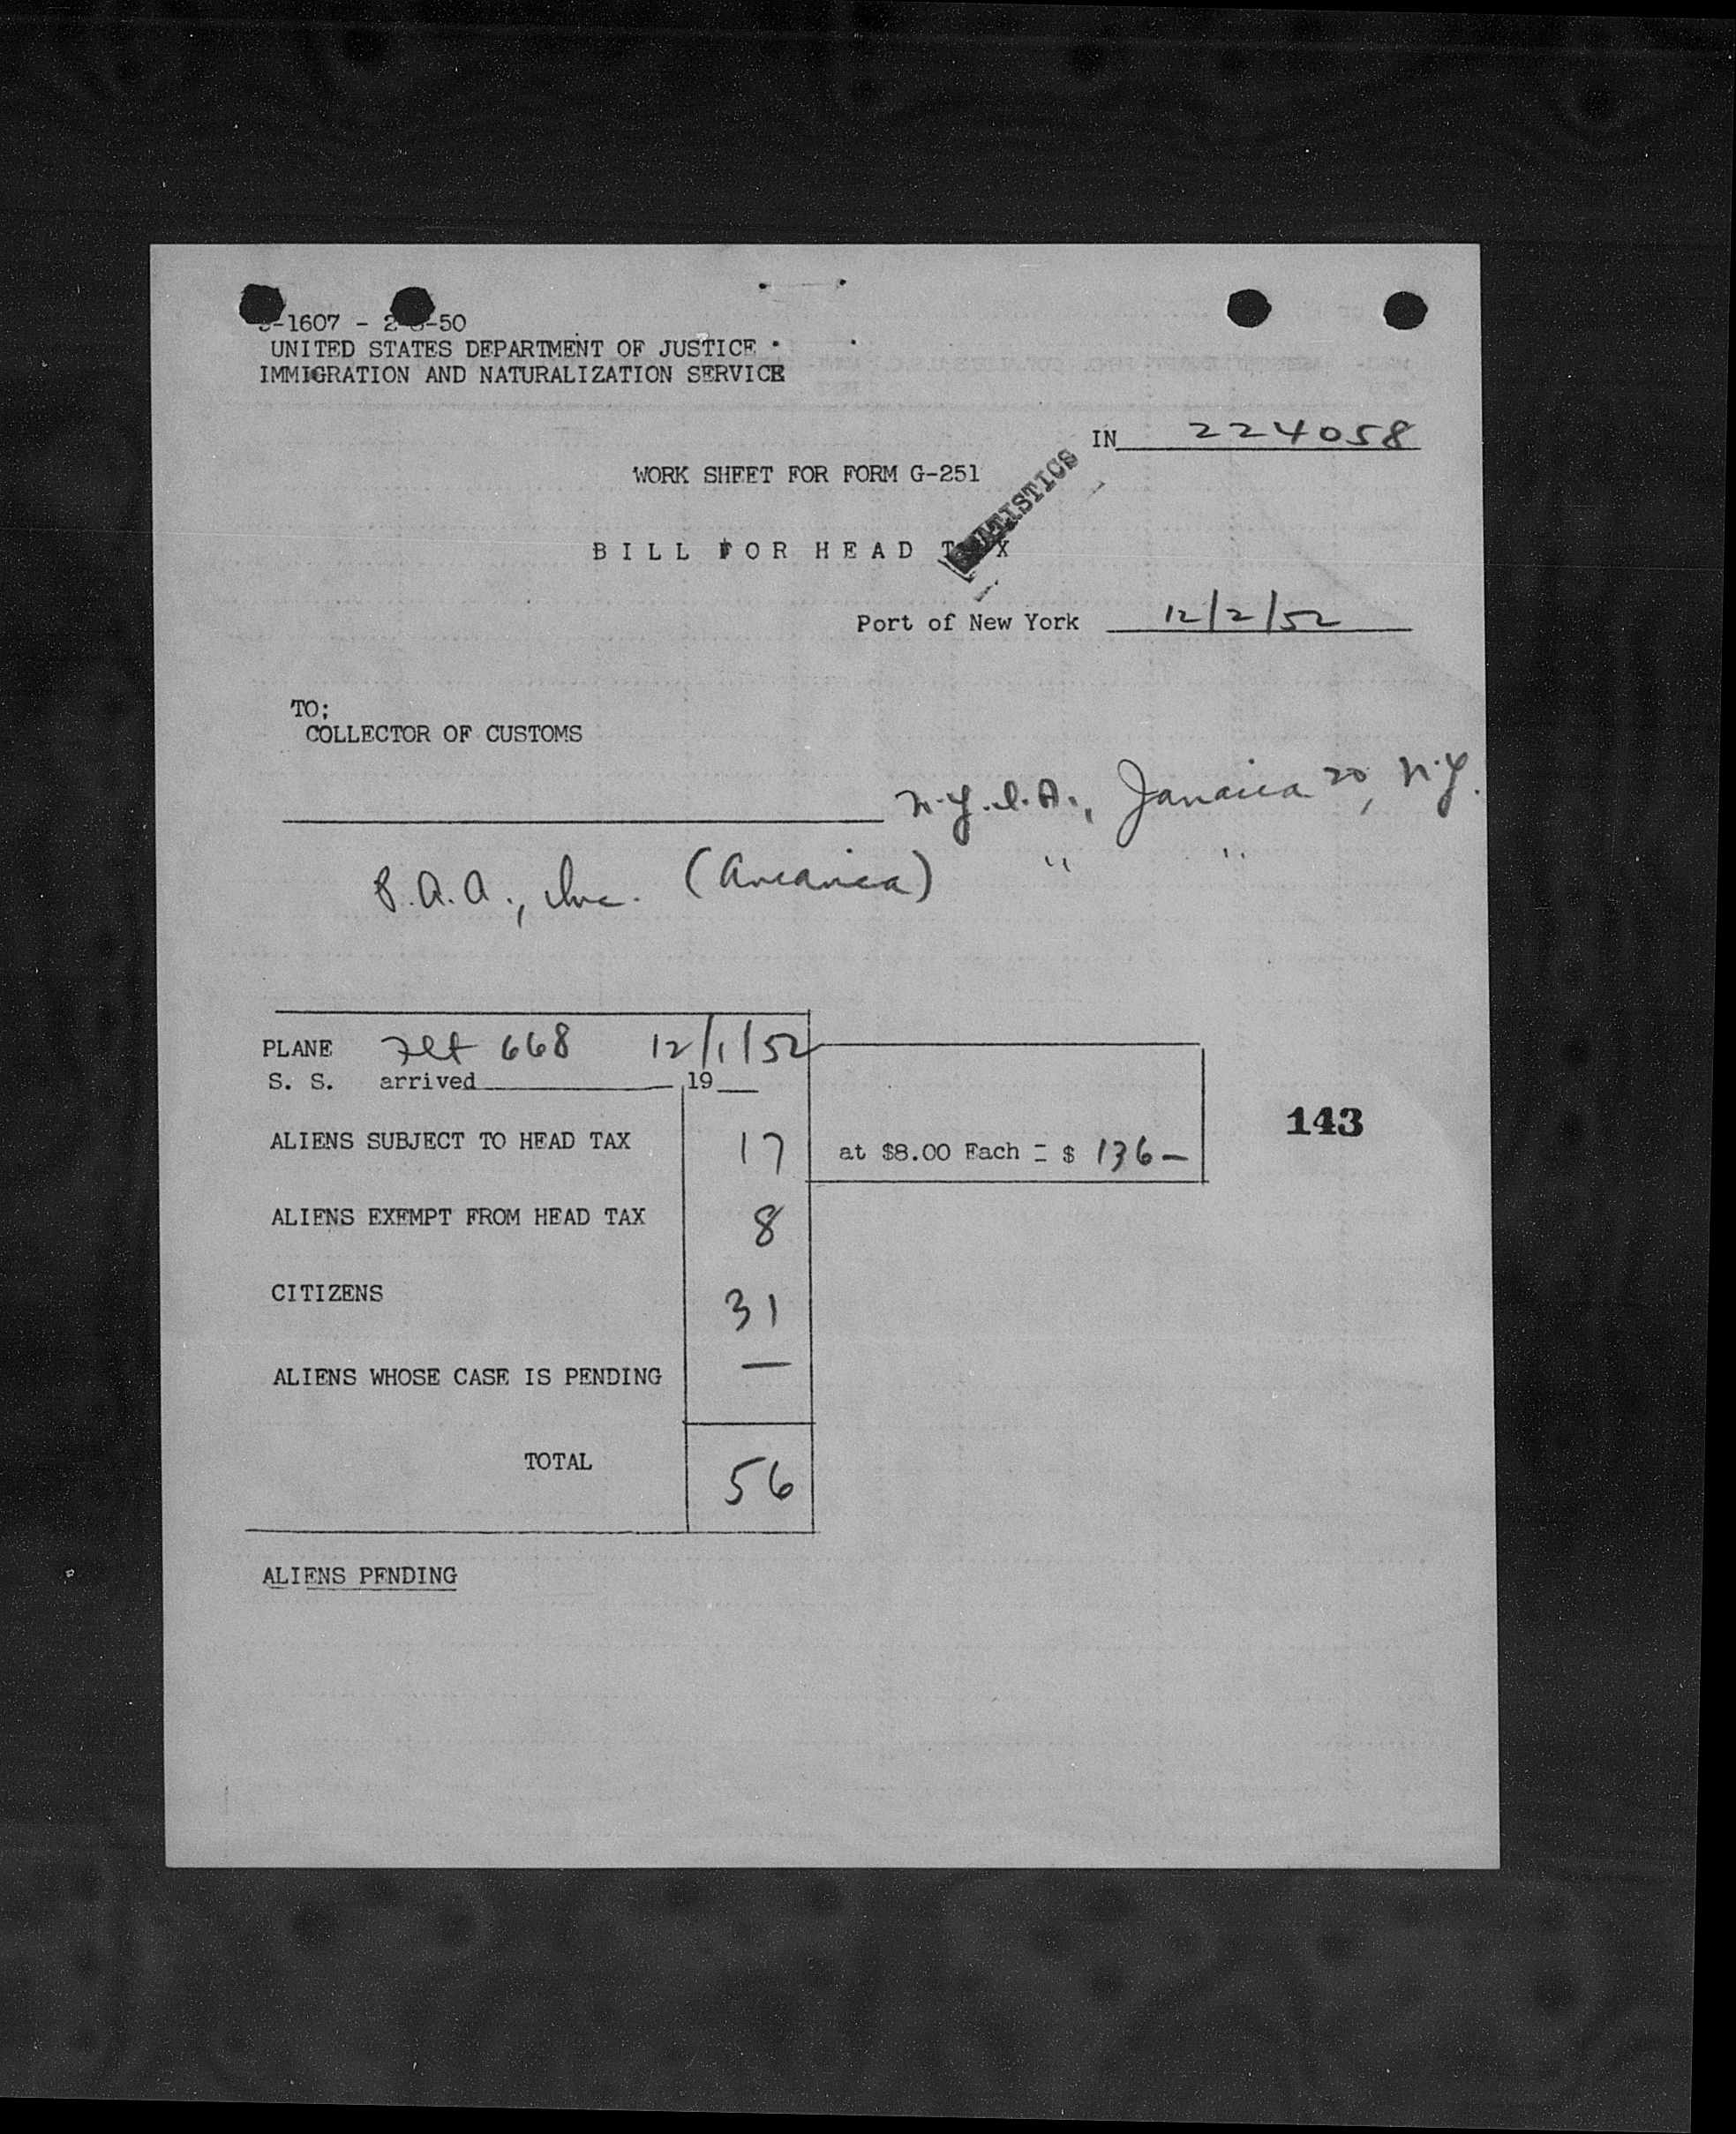 -1607 - 2 -50
UNITED STATES DEPARTMENT OF JUSTICE
IMMIGRATION AND NATURALIZATION SERVICE
IN 224058
WORK SHEET FOR FORM G-251
STATISTICS
BILL FOR HEAD TAX
Port of New York 12/2/52
TO;
COLLECTOR OF CUSTOMS
N.Y.I.A., Jamaica 20, N.Y.
P.A.A., Inc. " "
PLANE Flt 668 12/1/52
S. S. arrived , 19
ALIENS SUBJECT TO HEAD TAX 17 at $8.00 Each = $ 136-
143
ALIENS EXEMPT FROM HEAD TAX 8
CITIZENS 31
ALIENS WHOSE CASE IS PENDING —
TOTAL 56
ALIENS PENDING